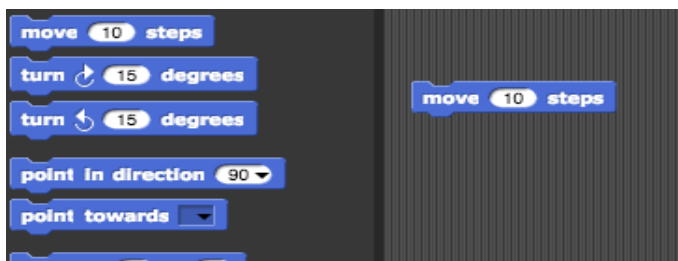 move 10 steps
turn 15 degrees
move 10 steps
turn 15 degrees
point in direction 90
point towards